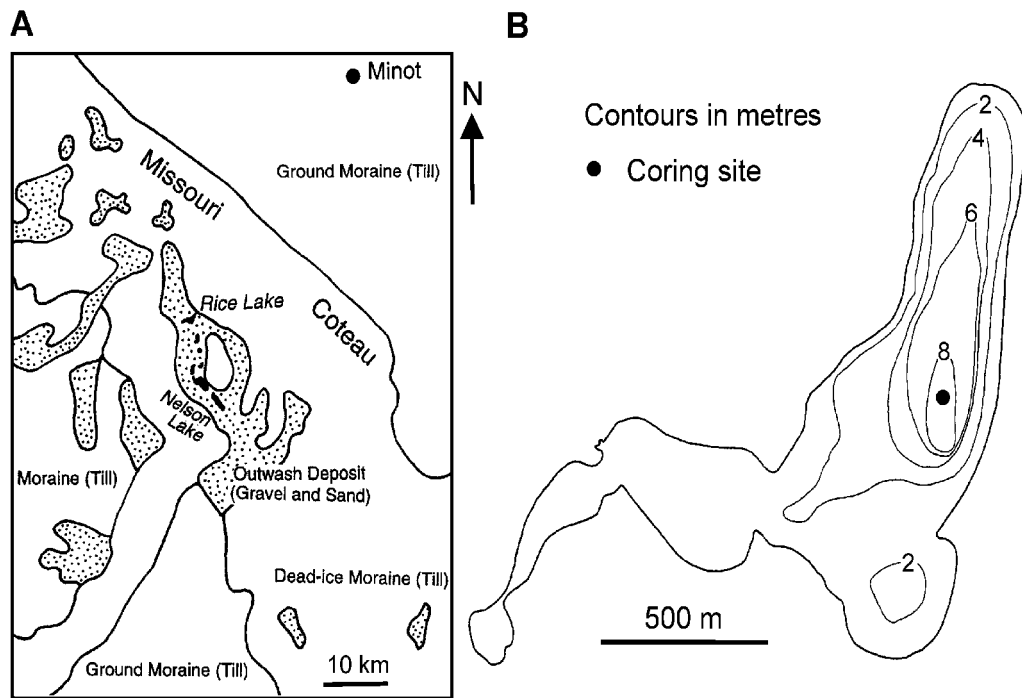 A
Minot
Ground Moraine (Till)
Missouri
Coteau
Rice Lake
Nelson
Lake
Moraine (Till)
Outwash Deposit
(Gravel and Sand)
Dead-ice Moraine (Till)
Ground Moraine (Till)
10 km
N
B
Contours in metres
Coring site
2
4
6
8
2
500 m